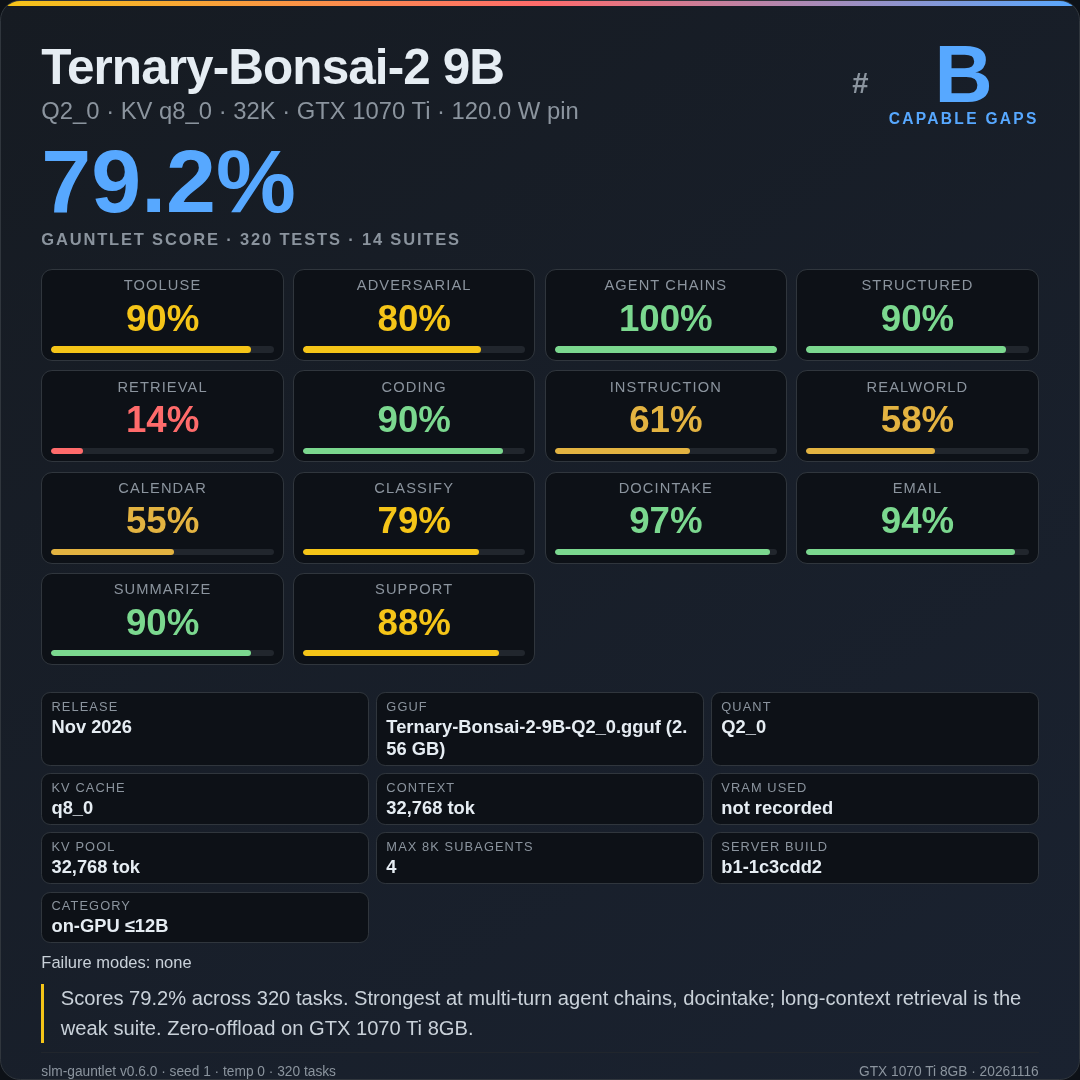 Ternary-Bonsai-2 9B
Q2_0 · KV q8_0 · 32K · GTX 1070 Ti · 120.0 W pin
#
B
CAPABLE GAPS
79.2%
GAUNTLET SCORE · 320 TESTS · 14 SUITES
TOOLUSE
90%
ADVERSARIAL
80%
AGENT CHAINS
100%
STRUCTURED
90%
RETRIEVAL
14%
CODING
90%
INSTRUCTION
61%
REALWORLD
58%
CALENDAR
55%
CLASSIFY
79%
DOCINTAKE
97%
EMAIL
94%
SUMMARIZE
90%
SUPPORT
88%
RELEASE
Nov 2026
GGUF
Ternary-Bonsai-2-9B-Q2_0.gguf (2.
56 GB)
QUANT
Q2_0
KV CACHE
q8_0
CONTEXT
32,768 tok
VRAM USED
not recorded
KV POOL
32,768 tok
MAX 8K SUBAGENTS
4
SERVER BUILD
b1-1c3cdd2
CATEGORY
on-GPU ≤12B
Failure modes: none
Scores 79.2% across 320 tasks. Strongest at multi-turn agent chains, docintake; long-context retrieval is the
weak suite. Zero-offload on GTX 1070 Ti 8GB.
slm-gauntlet v0.6.0 · seed 1 · temp 0 · 320 tasks
GTX 1070 Ti 8GB · 20261116